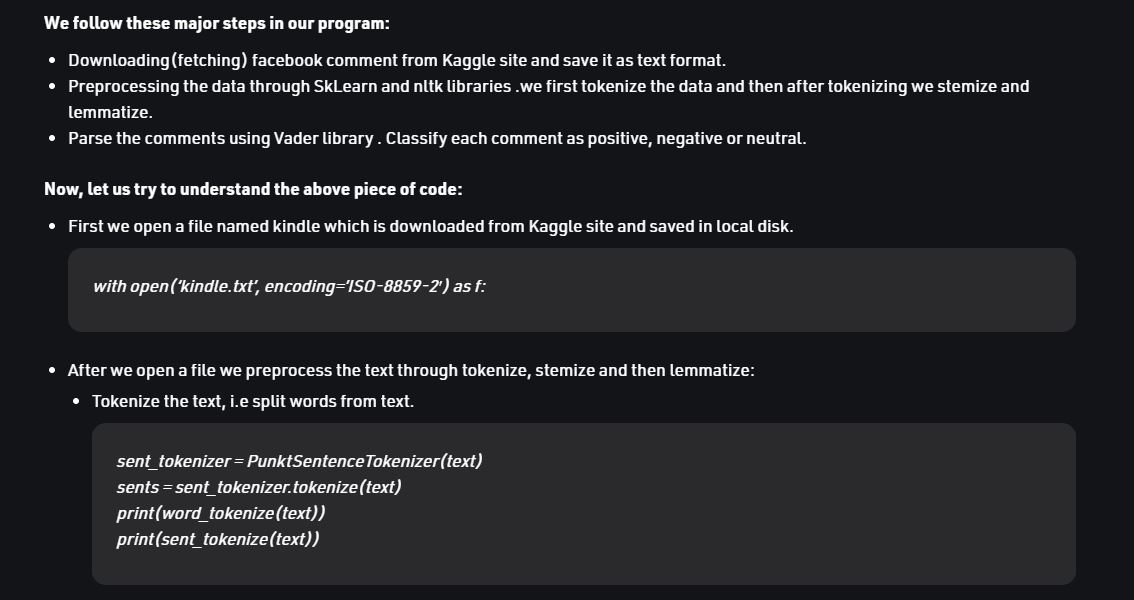 We follow these major steps in our program:
• Downloading(fetching) facebook comment from Kaggle site and save it as text format.
• Preprocessing the data through SkLearn and nltk libraries .we first tokenize the data and then after tokenizing we stemize and
lemmatize.
• Parse the comments using Vader library . Classify each comment as positive, negative or neutral.
Now, let us try to understand the above piece of code:
• First we open a file named kindle which is downloaded from Kaggle site and saved in local disk.
with open(‘kindle.txt’, encoding=’ISO-8859-2′) as f:
• After we open a file we preprocess the text through tokenize, stemize and then lemmatize:
• Tokenize the text, i.e split words from text.
sent_tokenizer = PunktSentenceTokenizer(text)
sents = sent_tokenizer.tokenize(text)
print(word_tokenize(text))
print(sent_tokenize(text))